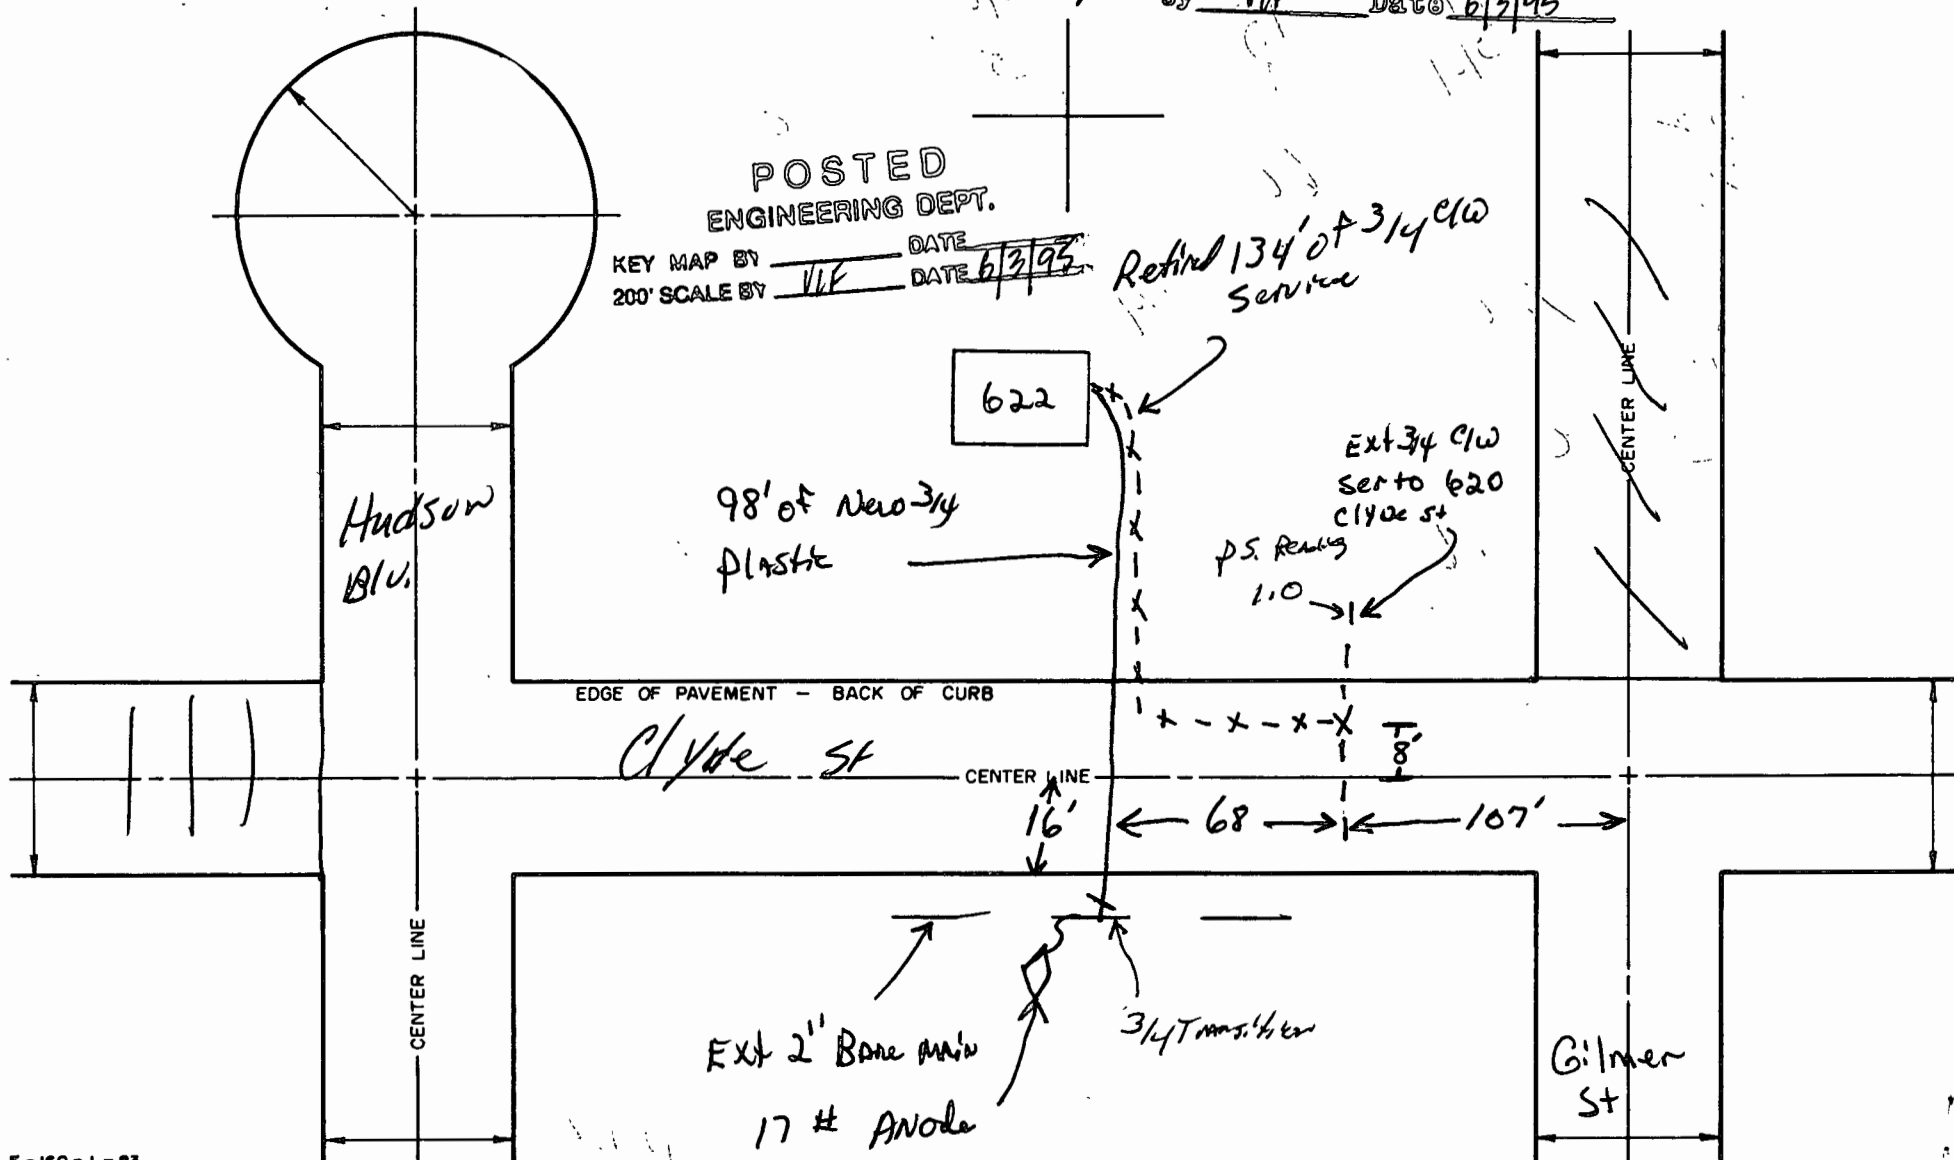 By VLF Date 6/3/95
POSTED
ENGINEERING DEPT.
KEY MAP BY DATE
200' SCALE BY VLF DATE 6/3/95
Retired 134' of 3/4 C/W
Service
622
Ext 3/4 C/W
Ser to 620
Clyde St
98' of New 3/4
Plastic
P.S. Reading
1.0
Hudson
Blv.
CENTER LINE
EDGE OF PAVEMENT - BACK OF CURB
Clyde St
CENTER LINE
8'
16'
68
107'
CENTER LINE
Ext 2" Bare main
3/4 Transition
17 # Anode
Gilmer
St